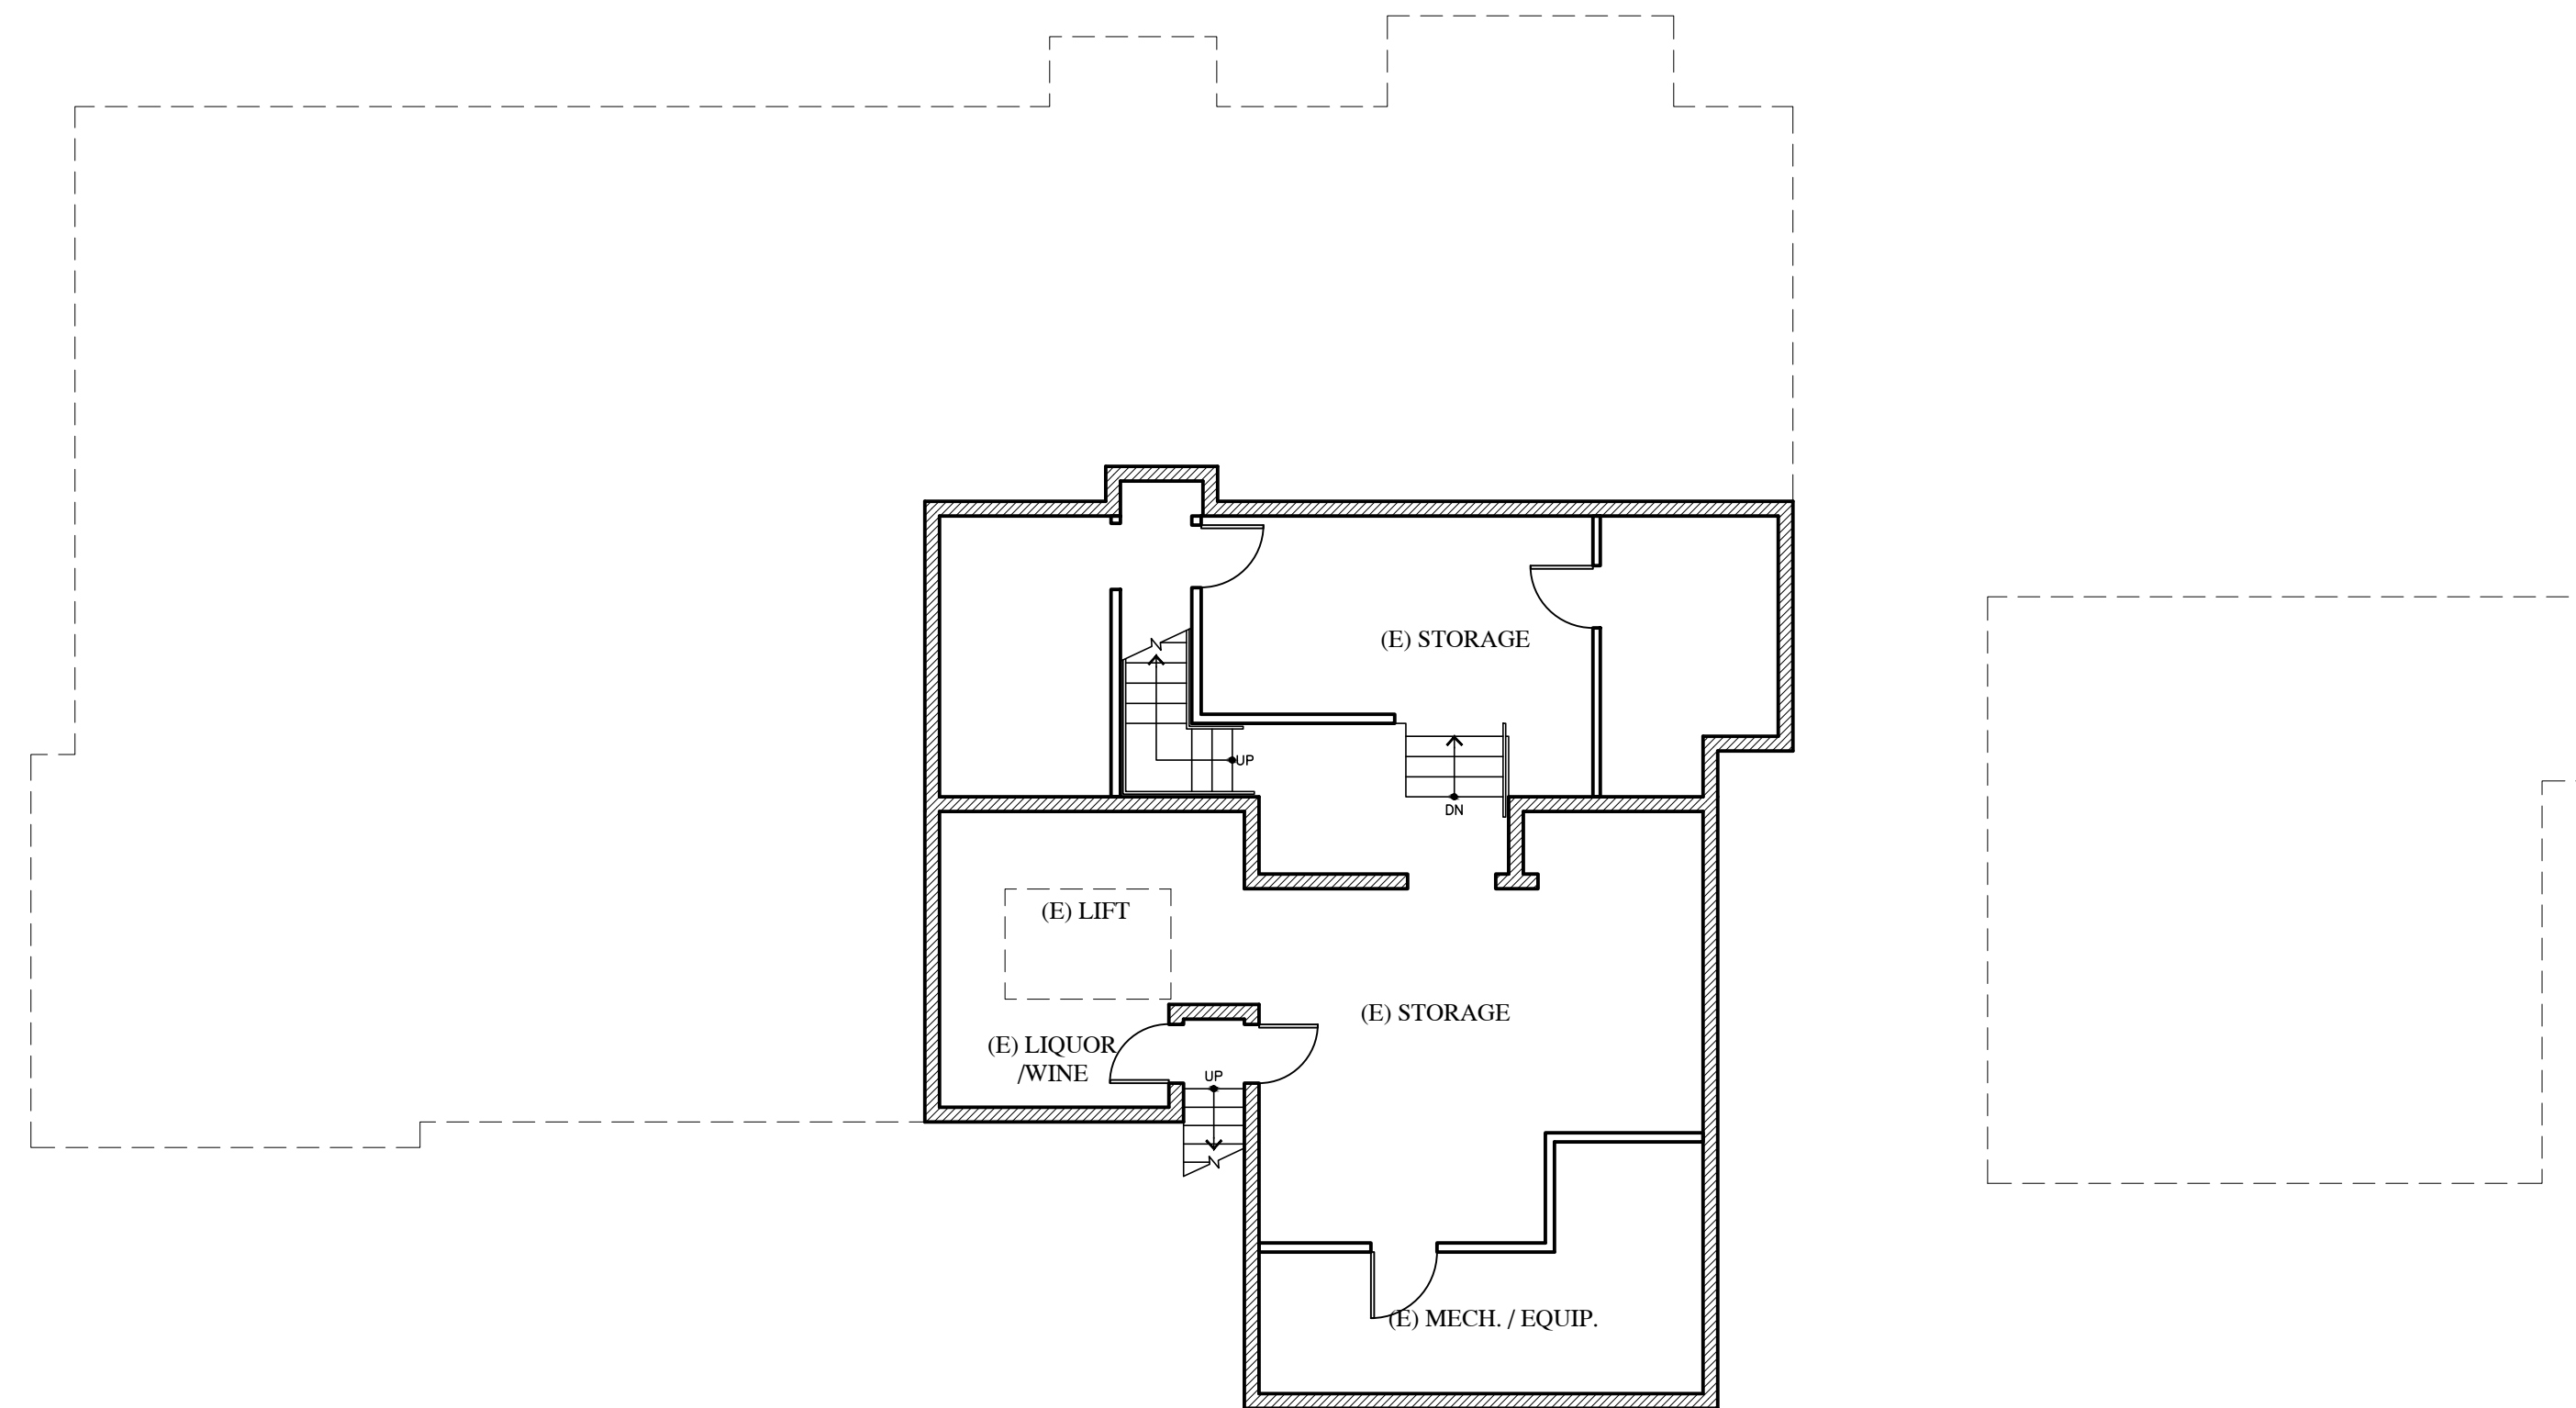 (E) STORAGE
UP
DN
(E) LIFT
(E) STORAGE
(E) LIQUOR
/WINE
UP
(E) MECH. / EQUIP.